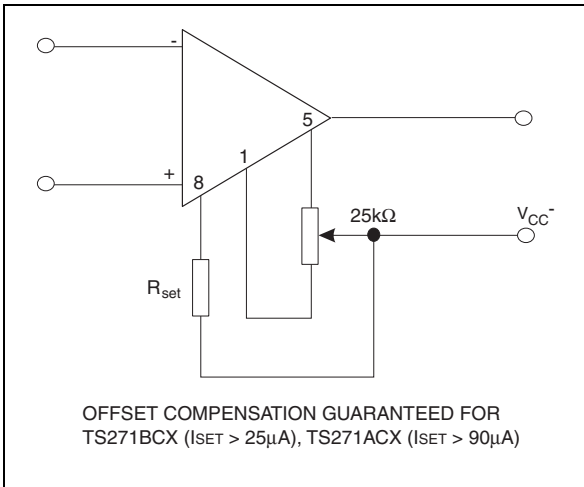 -
5
1
+
8
25kΩ
VCC-
Rset
OFFSET COMPENSATION GUARANTEED FOR
TS271BCX (ISET > 25μA), TS271ACX (ISET > 90μA)